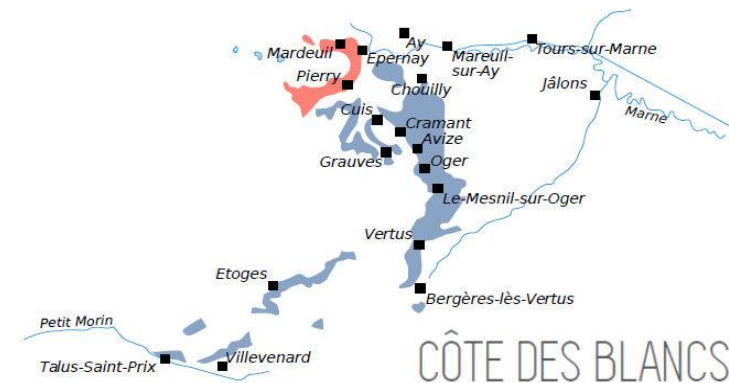 Ay
Mardeuil
Epernay
Mareuil-
sur-Ay
Tours-sur-Marne
Pierry
Chouilly
Jâlons
Marne
Cuis
Cramant
Avize
Grauves
Oger
Le-Mesnil-sur-Oger
Vertus
Etoges
Bergères-lès-Vertus
Petit Morin
Talus-Saint-Prix
Villevenard
CÔTE DES BLANCS